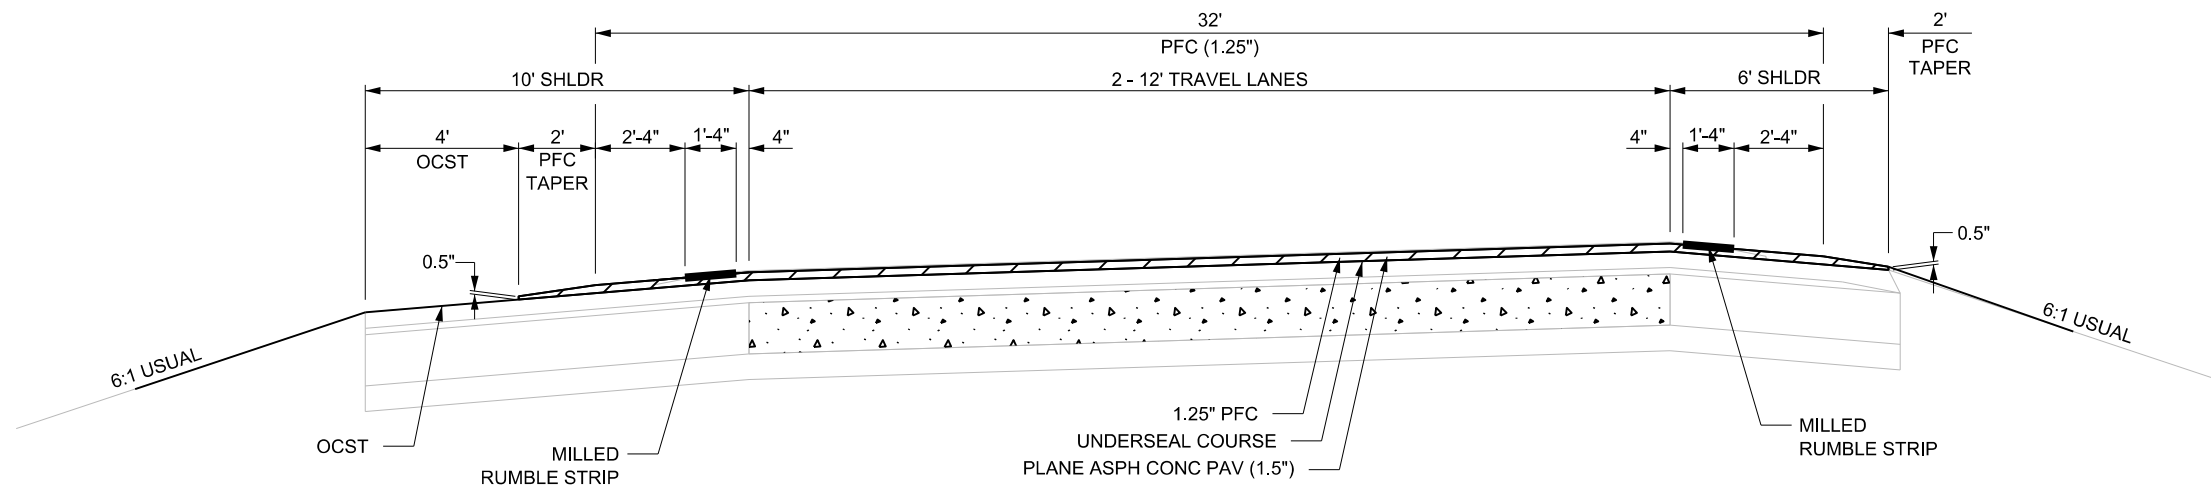 32'
PFC (1.25")
2'
PFC
TAPER
10' SHLDR
2 - 12' TRAVEL LANES
6' SHLDR
4'
OCST
2'
PFC
TAPER
2'-4"
1'-4"
4"
4"
1'-4"
2'-4"
0.5"
0.5"
6:1 USUAL
6:1 USUAL
OCST
MILLED
RUMBLE STRIP
1.25" PFC
UNDERSEAL COURSE
PLANE ASPH CONC PAV (1.5")
MILLED
RUMBLE STRIP